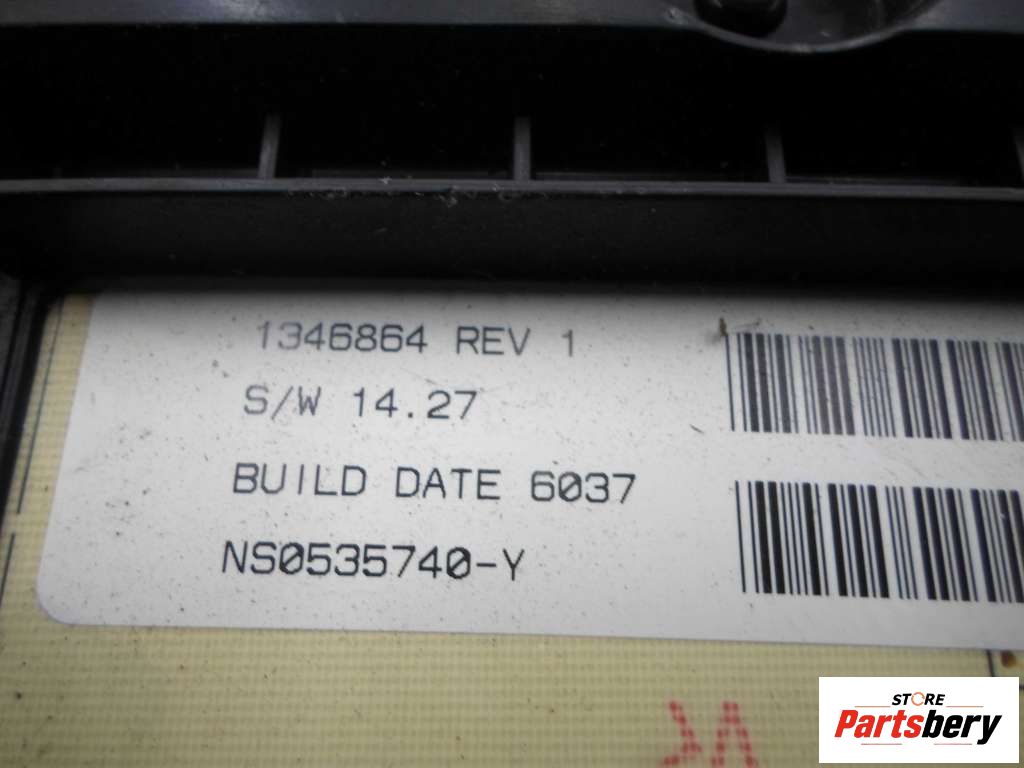 1346864 REV 1
S/W 14.27
BUILD DATE 6037
NS0535740-Y
STORE
Partsbery